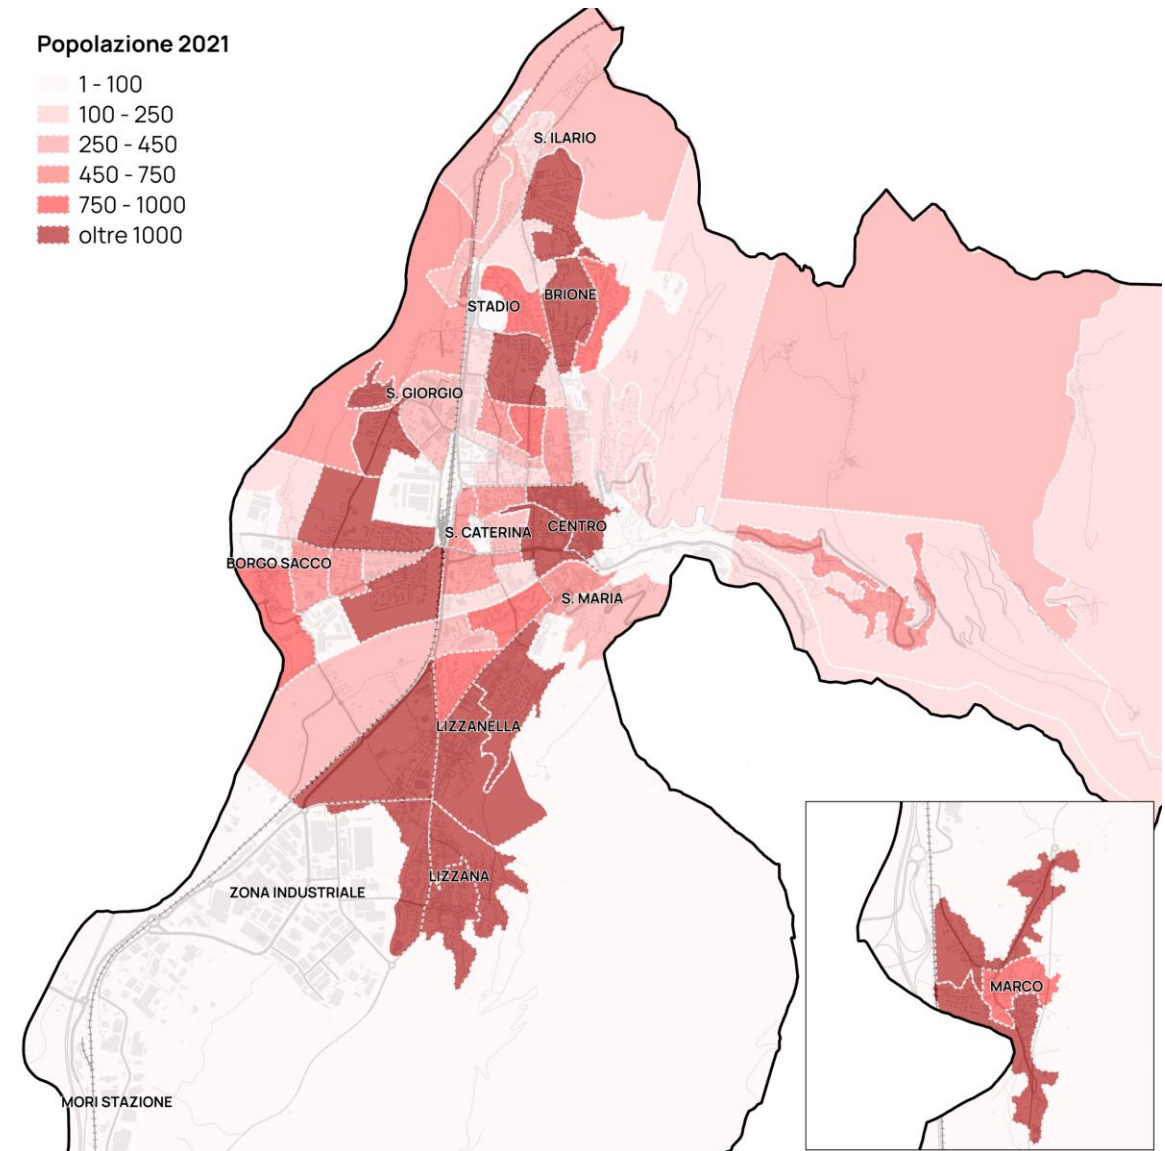 Popolazione 2021
1 - 100
100 - 250
250 - 450
450 - 750
750 - 1000
oltre 1000
S. ILARIO
BRIONE
STADIO
S. GIORGIO
CENTRO
S. CATERINA
BORGO SACCO
S. MARIA
LIZZANELLA
LIZZANA
ZONA INDUSTRIALE
MARCO
MORI STAZIONE